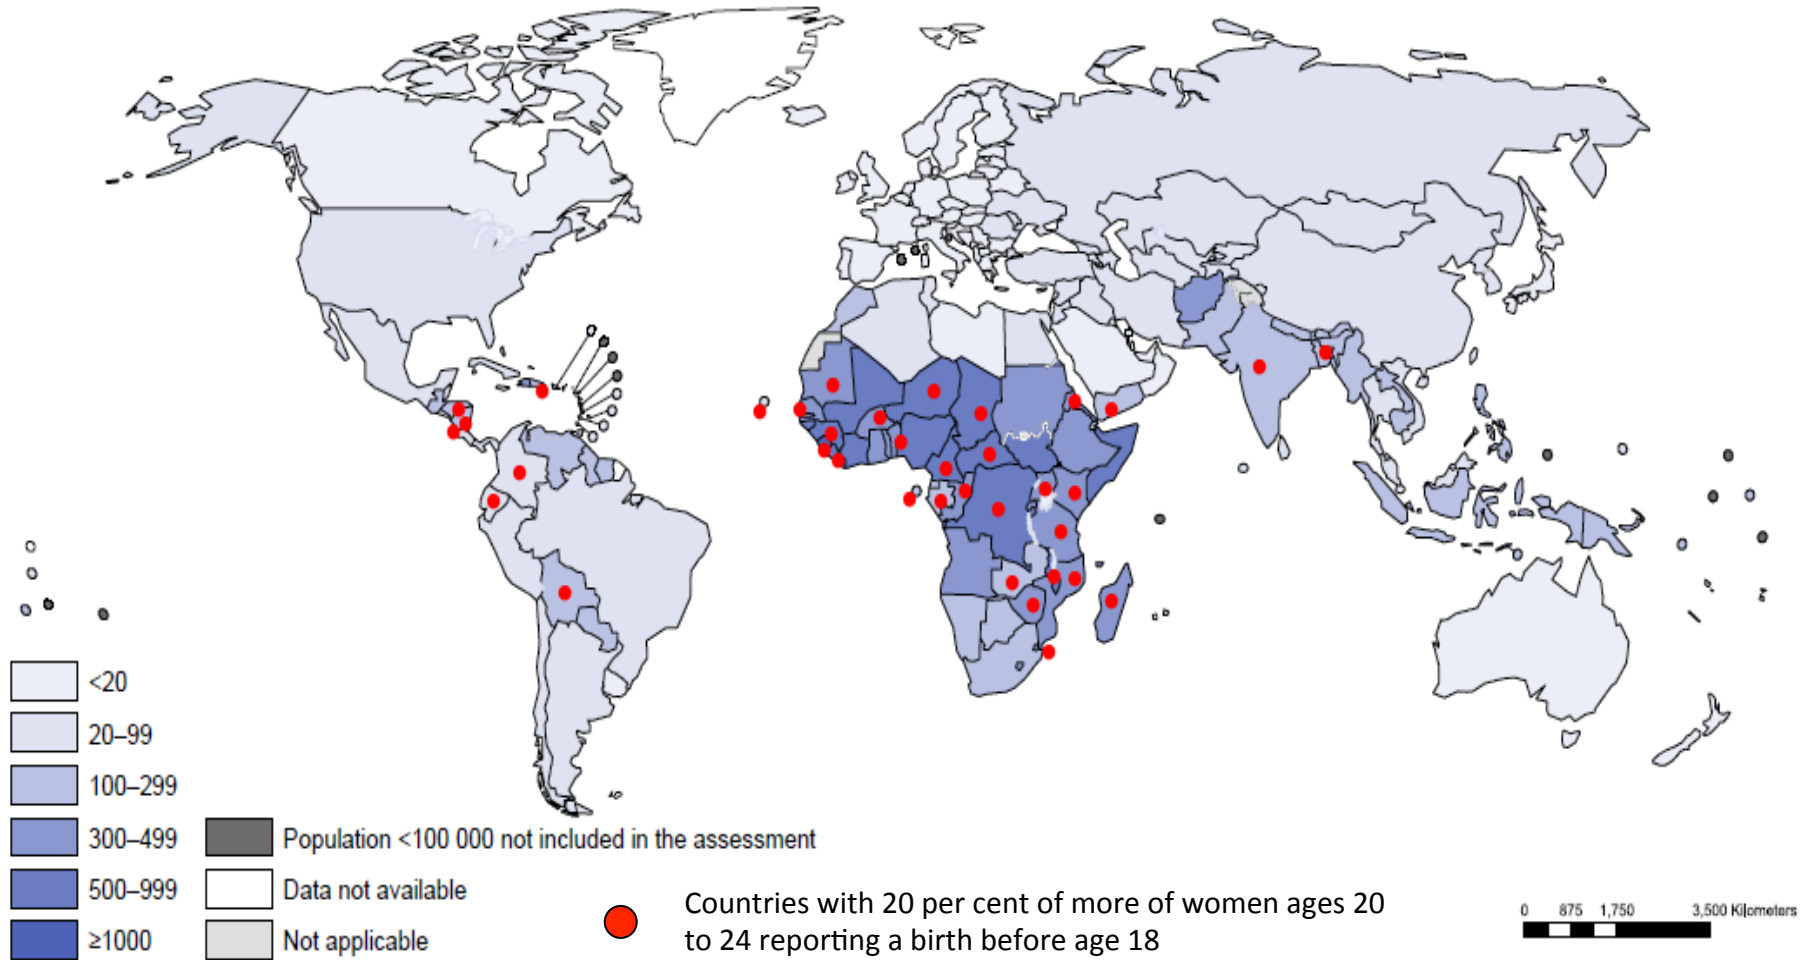 <20
20–99
100–299
300–499
500–999
≥1000
Population <100 000 not included in the assessment
Data not available
Not applicable
Countries with 20 per cent of more of women ages 20
to 24 reporting a birth before age 18
0 875 1,750 3,500 Kilometers